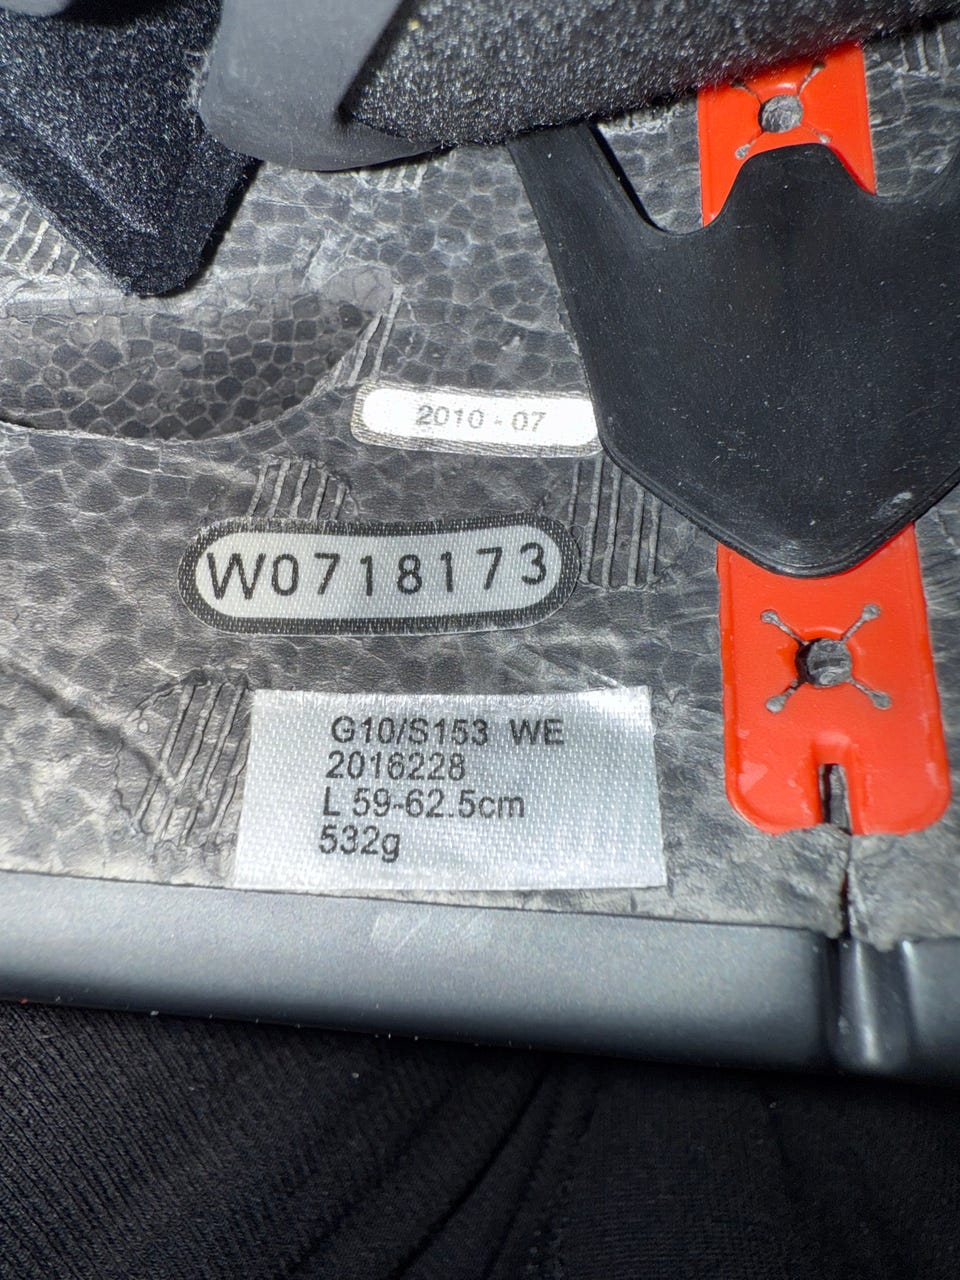 2010 - 07
W0718173
G10/S153 WE
2016228
L 59-62.5cm
532g